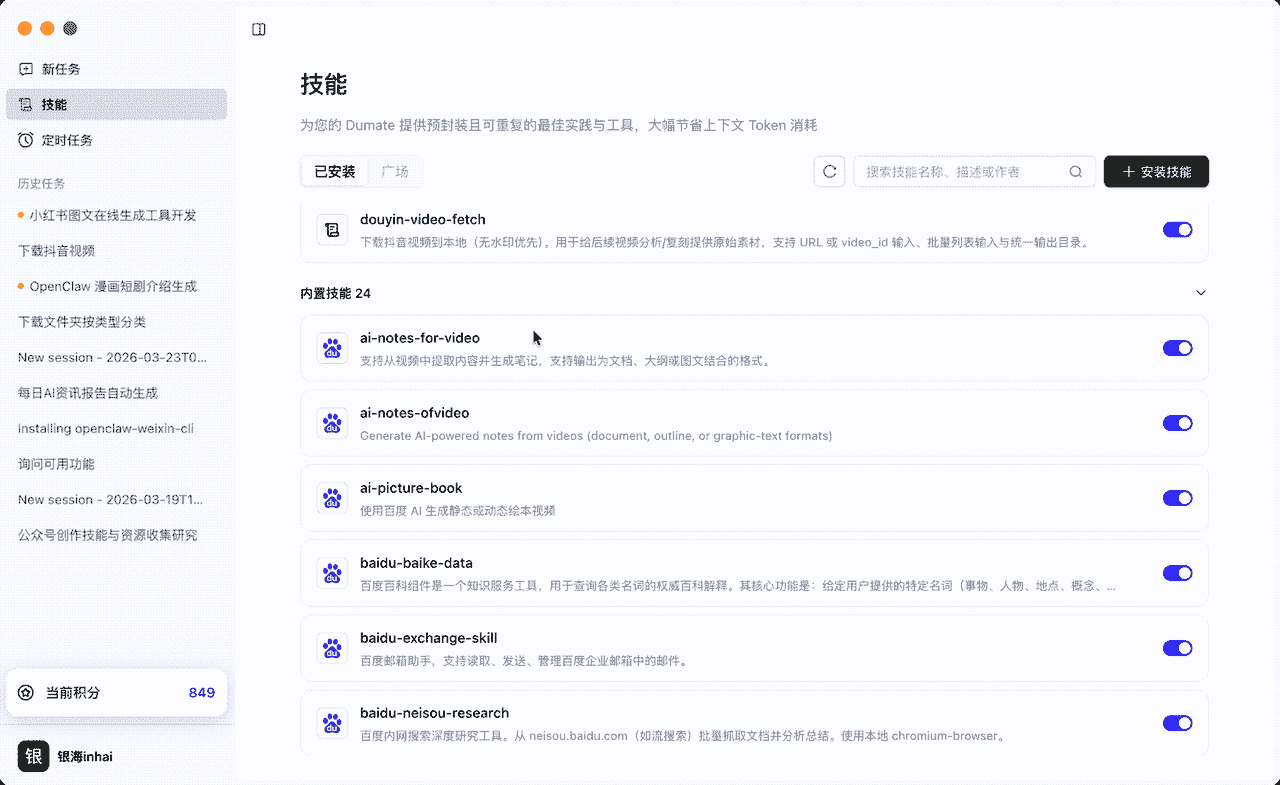 新任务
技能
定时任务
历史任务
小红书图文在线生成工具开发
下载抖音视频
OpenClaw 漫画短剧介绍生成
下载文件夹按类型分类
New session - 2026-03-23T0...
每日AI资讯报告自动生成
Installing openclaw-weixin-cli
询问可用功能
New session - 2026-03-19T1...
公众号创作技能与资源收集研究
当前积分 849
银 银海inhai
技能
为您的 Dumate 提供预封装且可重复的最佳实践与工具，大幅节省上下文 Token 消耗
已安装 广场 搜索技能名称、描述或作者 安装技能
douyin-video-fetch
下载抖音视频到本地（无水印优先）。用于给后续视频分析/复刻提供原始素材，支持 URL 或 video_id 输入、批量列表输入与统一输出目录。
内置技能 24
du ai-notes-for-video
支持从视频中提取内容并生成笔记，支持输出为文档、大纲或图文结合的格式。
du ai-notes-ofvideo
Generate AI-powered notes from videos (document, outline, or graphic-text formats)
du ai-picture-book
使用百度 AI 生成静态或动态绘本视频
du baidu-baike-data
百度百科组件是一个知识服务工具，用于查询各类名词的权威百科解释。其核心功能是：给定用户提供的特定名词（事物、人物、地点、概念、...
du baidu-exchange-skill
百度邮箱助手，支持读取、发送、管理百度企业邮箱中的邮件。
du baidu-neisou-research
百度内网搜索深度研究工具。从 neisou.baidu.com（如流搜索）批量抓取文档并分析总结。使用本地 chromium-browser。